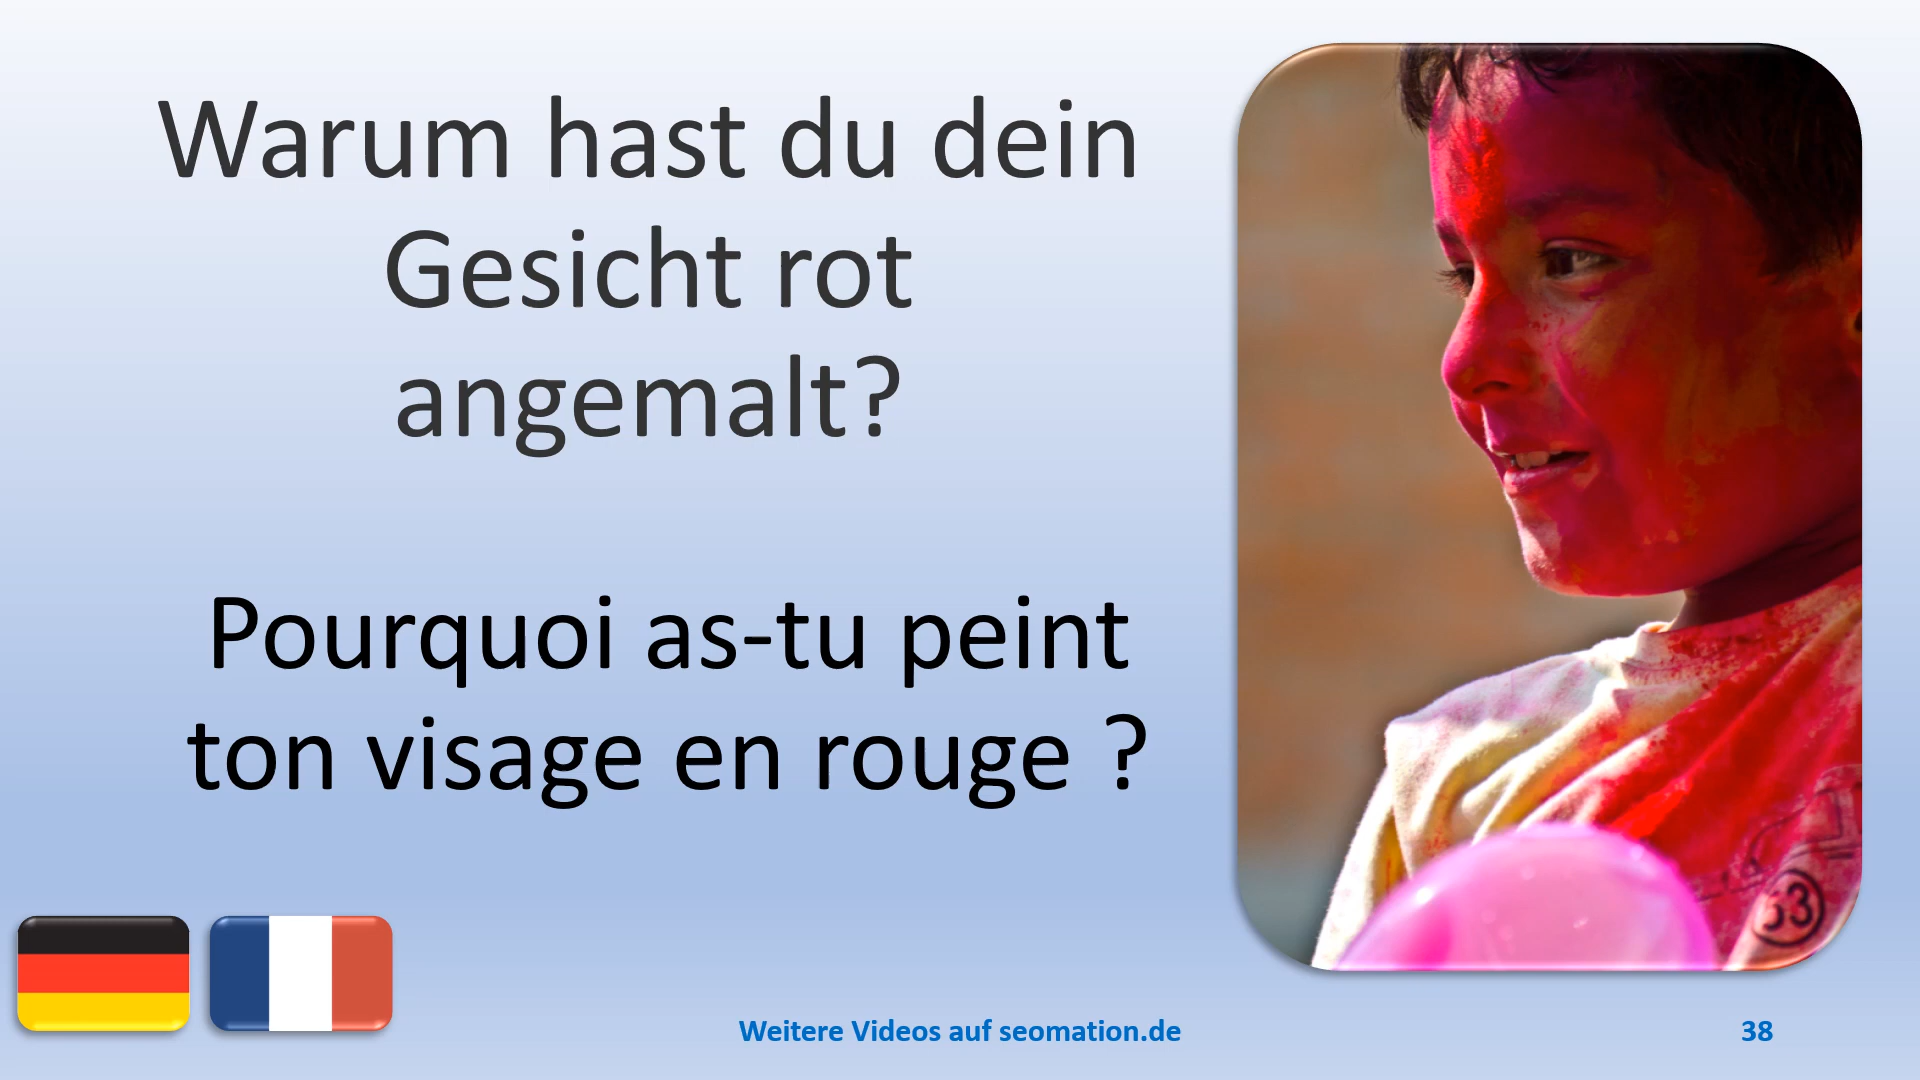 Warum hast du dein
Gesicht rot
angemalt?
Pourquoi as-tu peint
ton visage en rouge ?
Weitere Videos auf seomation.de
38